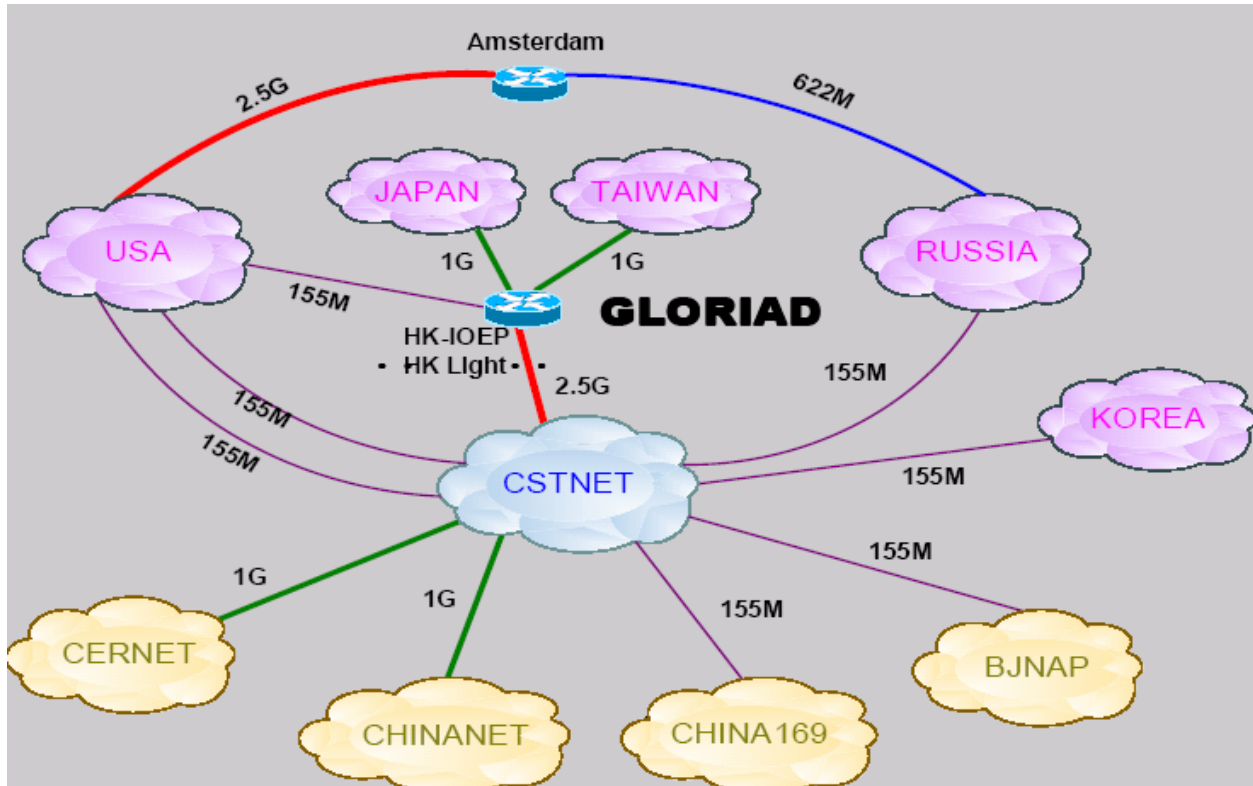 Amsterdam
2.5G
622M
JAPAN
TAIWAN
USA
RUSSIA
1G
1G
155M
GLORIAD
HK-IOEP
HK LIght
2.5G
155M
155M
155M
KOREA
155M
CSTNET
155M
1G
1G
155M
CERNET
BJNAP
CHINANET
CHINA169